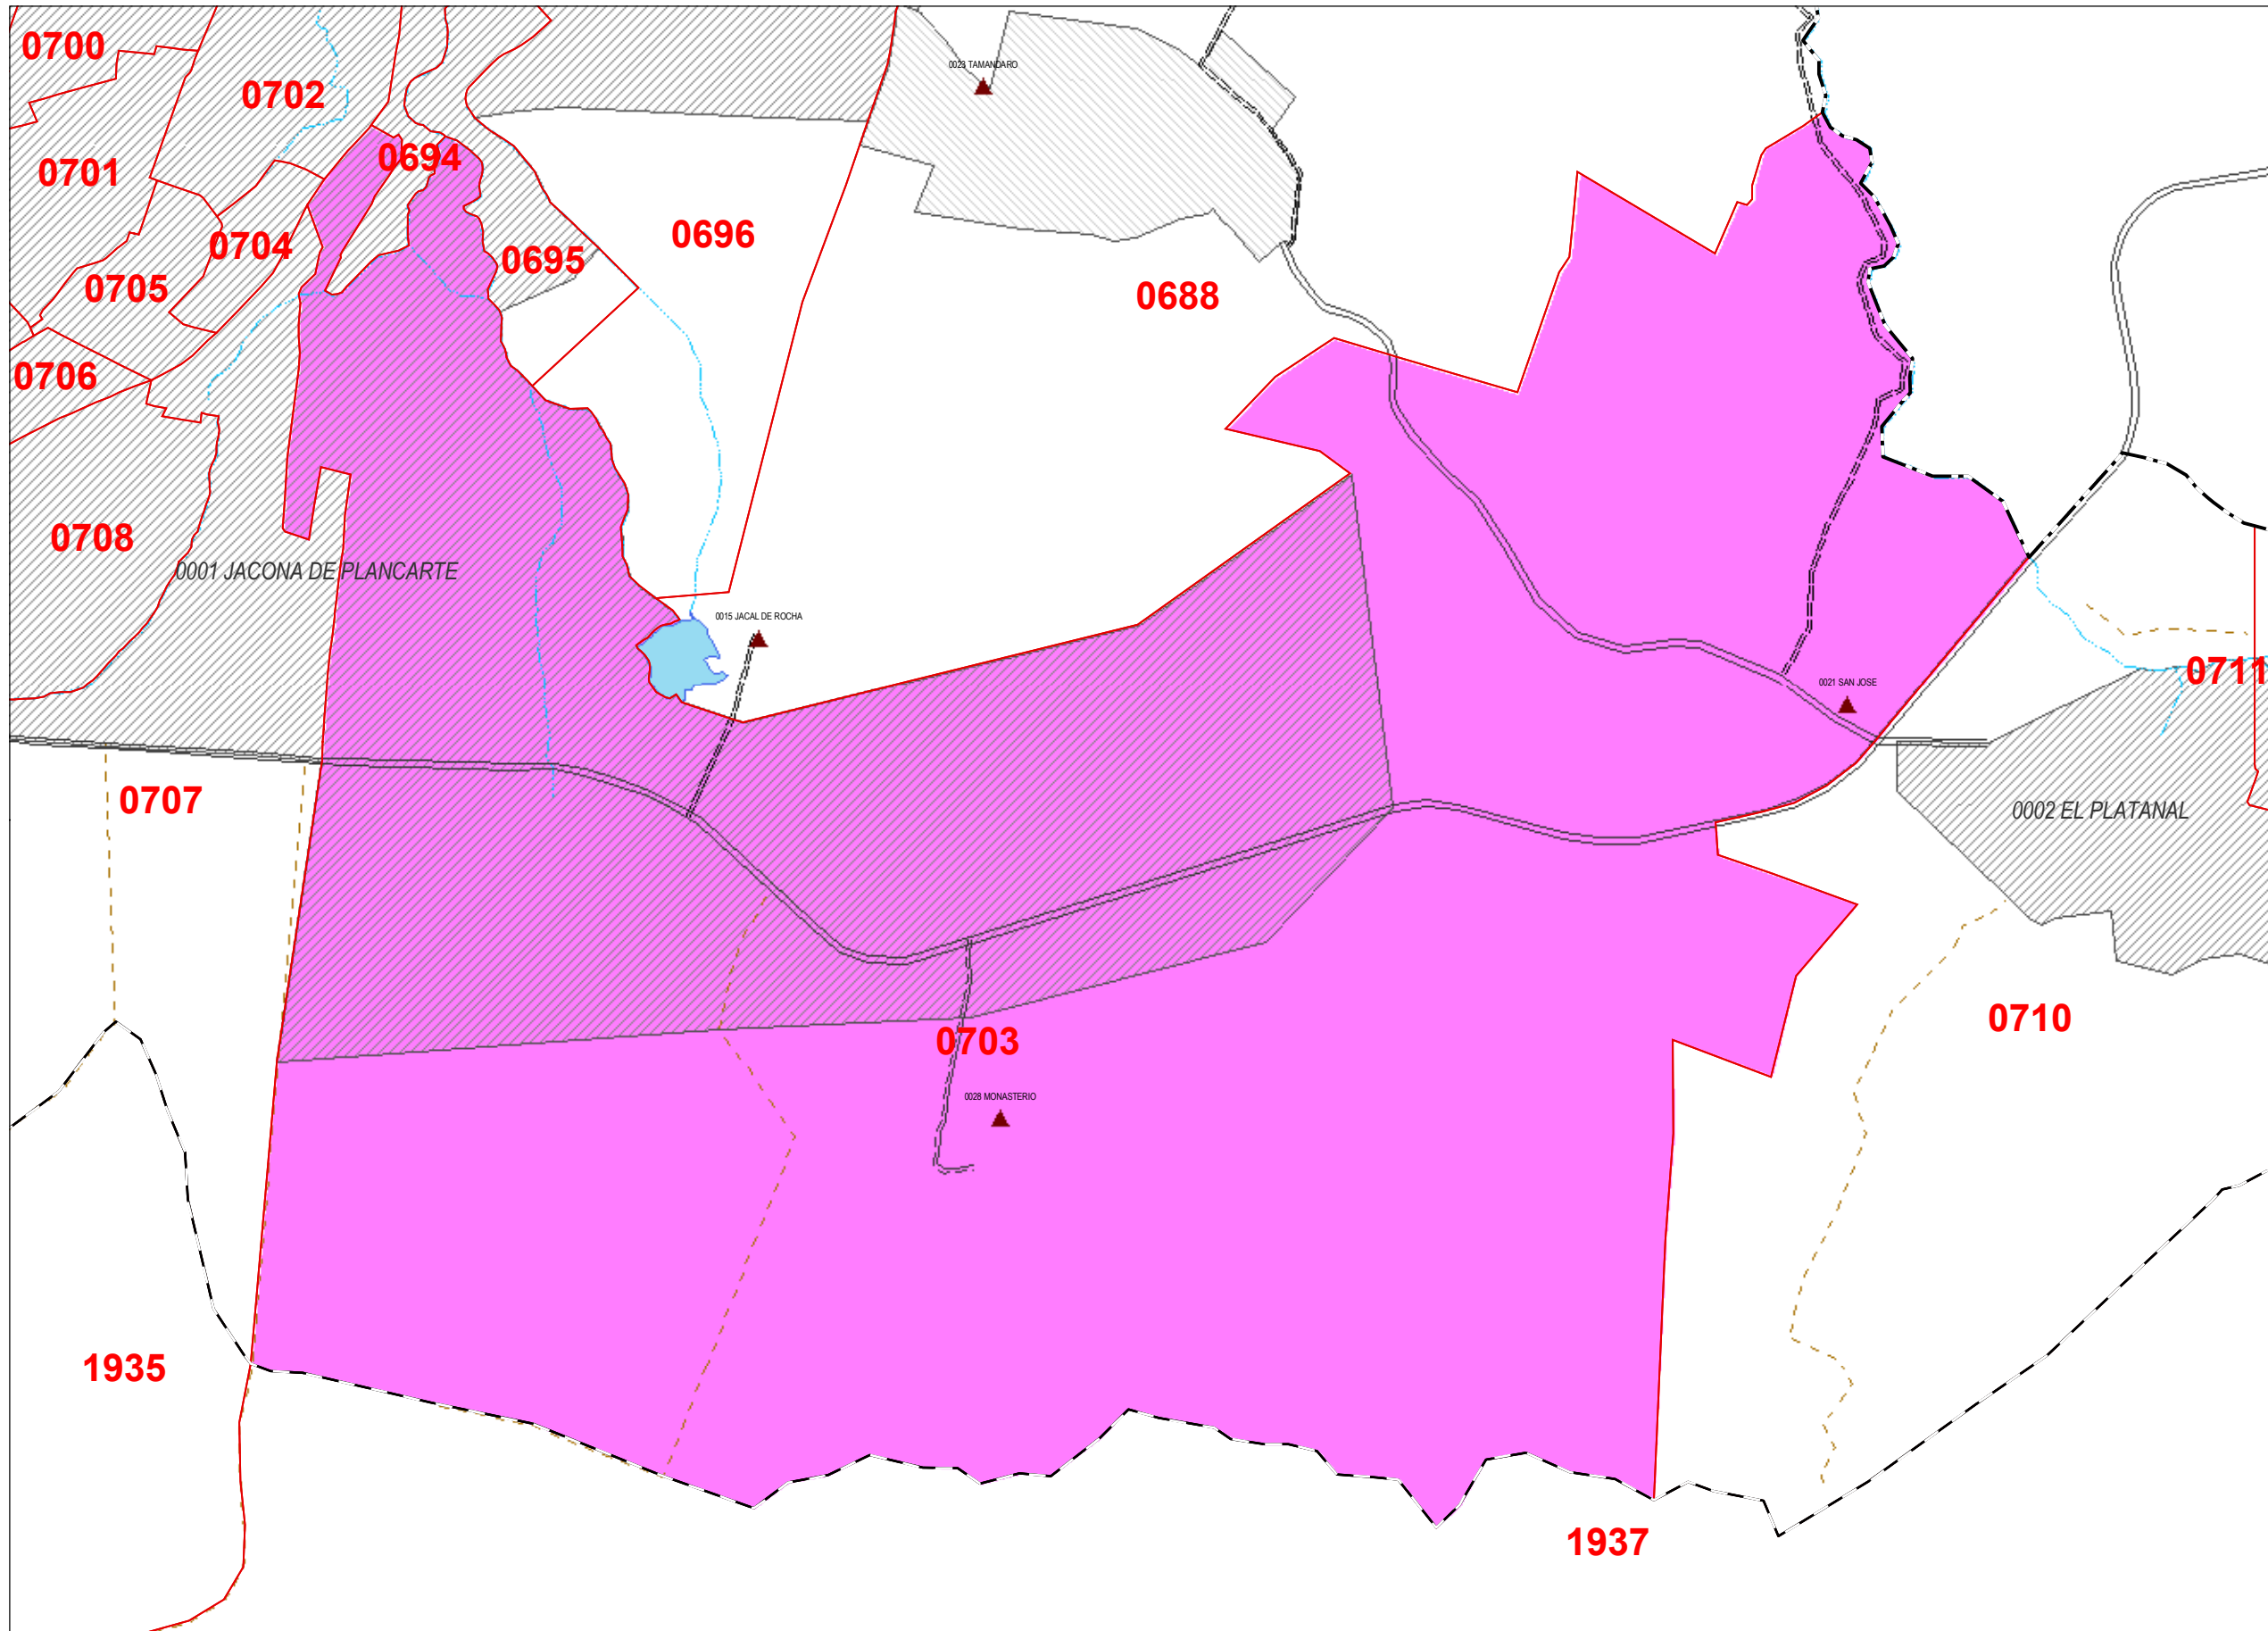 0700
0023 TAMANDARO
0702
0694
0701
0696
0704
0695
0705
0688
0706
0708
0001 JACONA DE PLANCARTE
0015 JACAL DE ROCHA
0711
0021 SAN JOSE
0707
0002 EL PLATANAL
0710
0703
0028 MONASTERIO
1935
1937